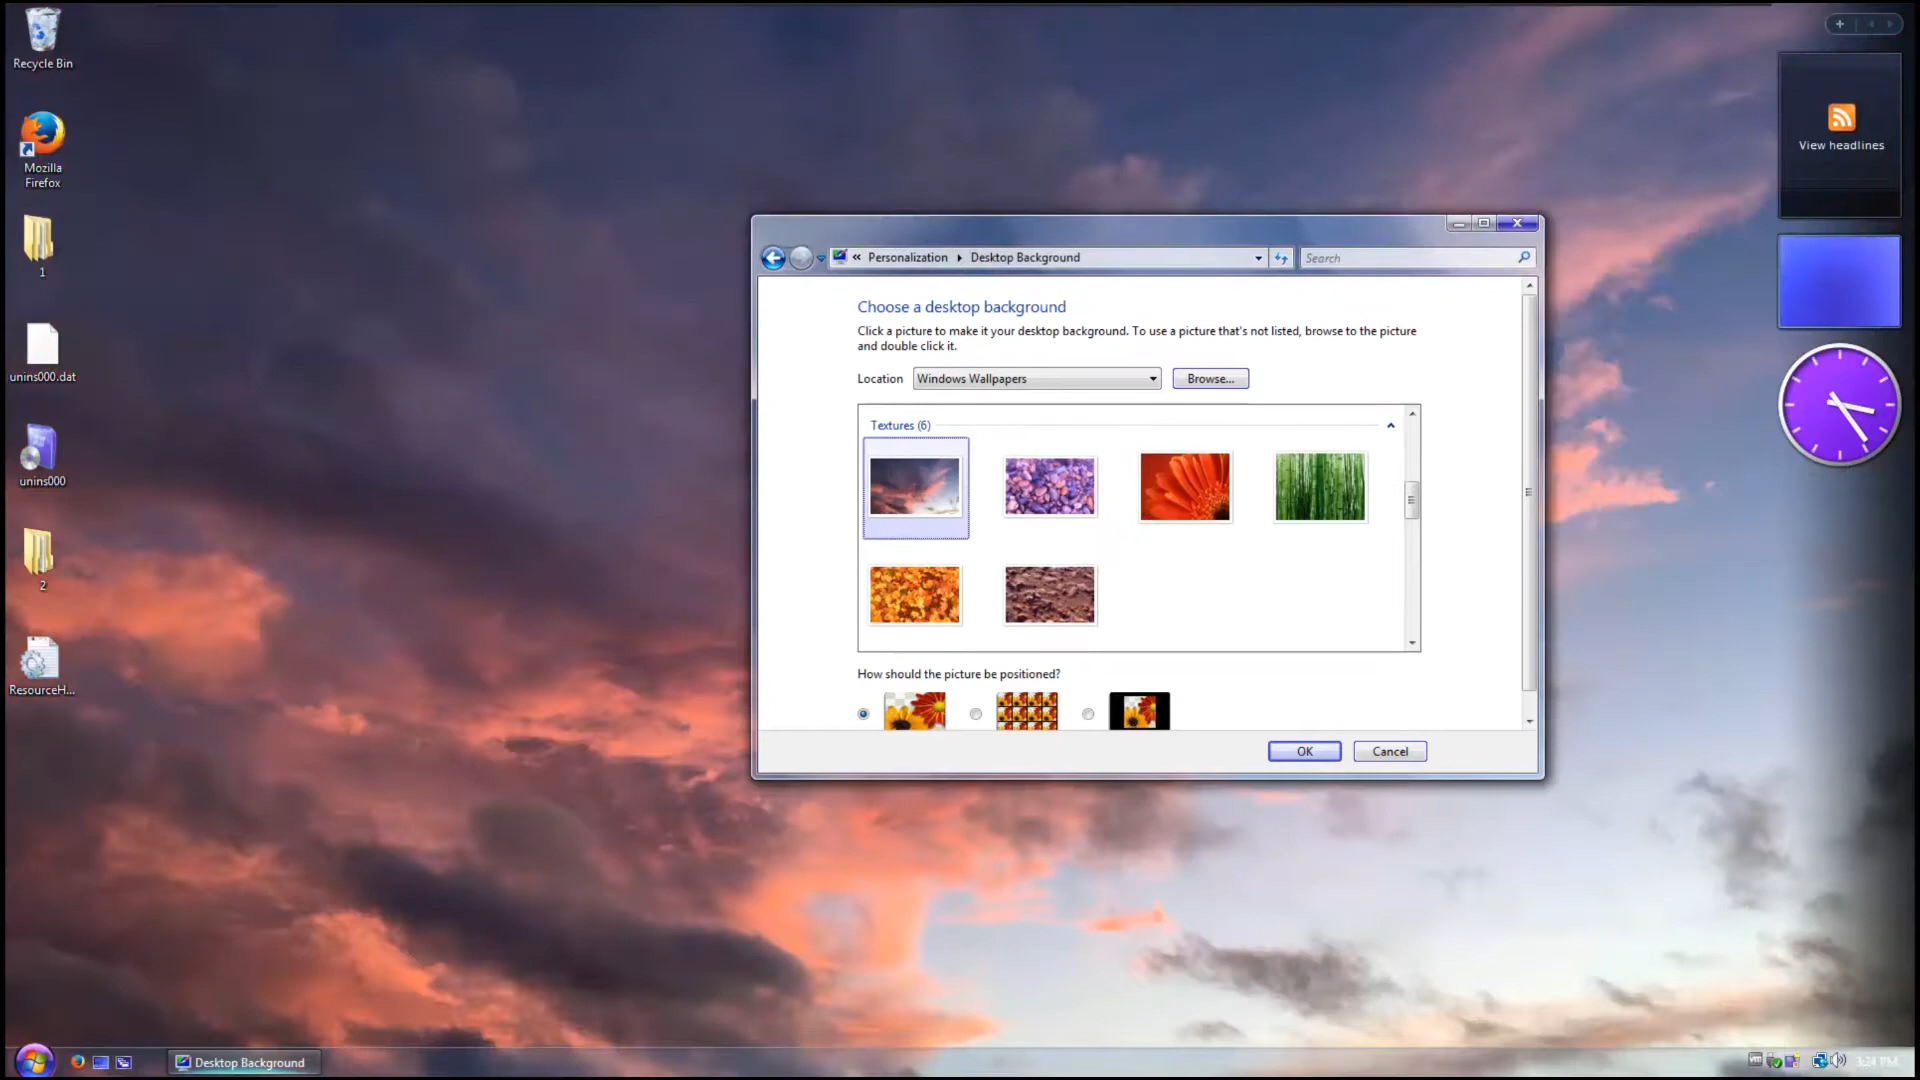 Recycle Bin
Mozilla
Firefox
1
unins000.dat
unins000
2
ResourceH...
View headlines
« Personalization ▸ Desktop Background
Search
Choose a desktop background
Click a picture to make it your desktop background. To use a picture that's not listed, browse to the picture
and double click it.
Location
Windows Wallpapers
Browse...
Textures (6)
How should the picture be positioned?
OK
Cancel
Desktop Background
3:24 PM